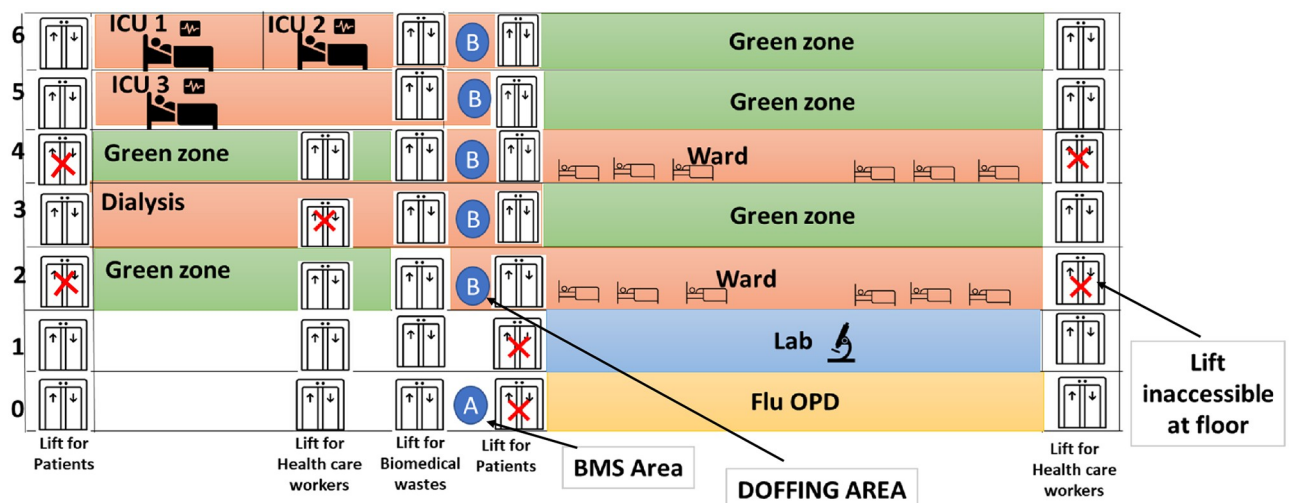 6
ICU 1
ICU 2
B
Green zone
5
ICU 3
B
Green zone
4
Green zone
B
Ward
3
Dialysis
B
Green zone
2
Green zone
B
Ward
1
Lab
0
A
Flu OPD
Lift for
Patients
Lift for
Health care
workers
Lift for
Biomedical
wastes
Lift for
Patients
BMS Area
DOFFING AREA
Lift for
Health care
workers
Lift
inaccessible
at floor